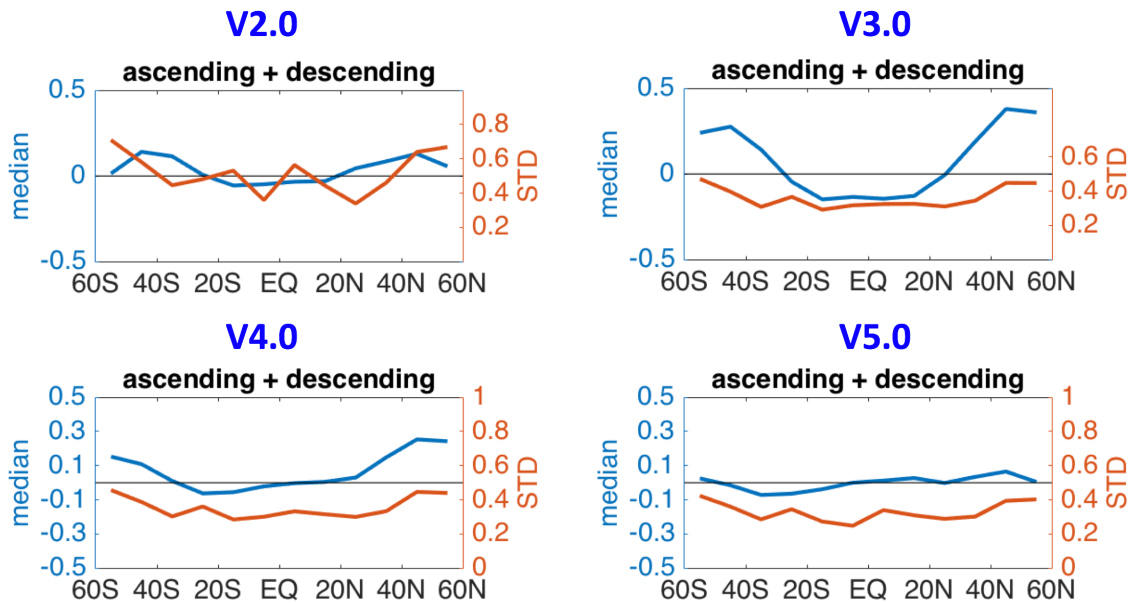 V2.0
ascending + descending
0.5
0
-0.5
median
0.8
0.6
0.4
0.2
STD
60S 40S 20S EQ 20N 40N 60N
V3.0
ascending + descending
0.5
0
-0.5
median
0.6
0.4
0.2
STD
60S 40S 20S EQ 20N 40N 60N
V4.0
ascending + descending
0.5
0.3
0.1
-0.1
-0.3
-0.5
median
1
0.8
0.6
0.4
0.2
0
STD
60S 40S 20S EQ 20N 40N 60N
V5.0
ascending + descending
0.5
0.3
0.1
-0.1
-0.3
-0.5
median
1
0.8
0.6
0.4
0.2
0
STD
60S 40S 20S EQ 20N 40N 60N